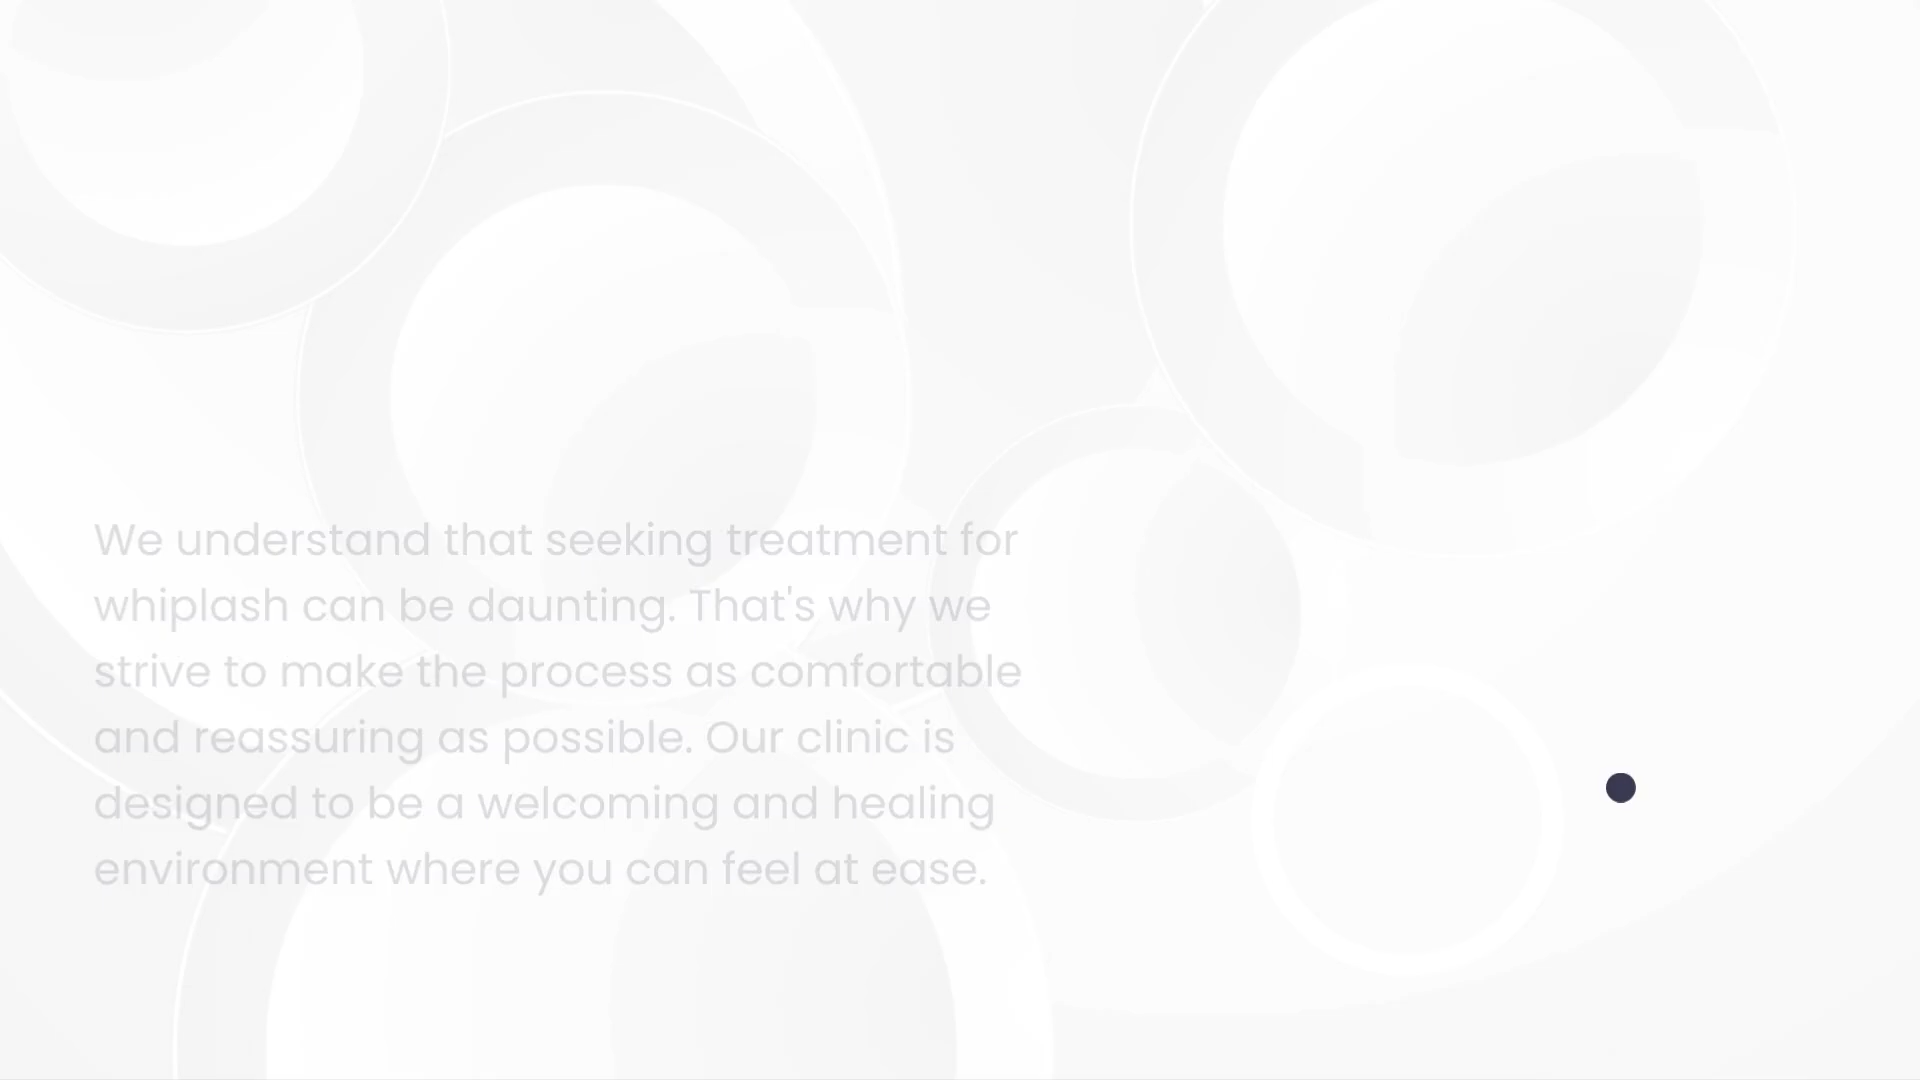 We understand that seeking treatment for
whiplash can be daunting. That's why we
strive to make the process as comfortable
and reassuring as possible. Our clinic is
designed to be a welcoming and healing
environment where you can feel at ease.